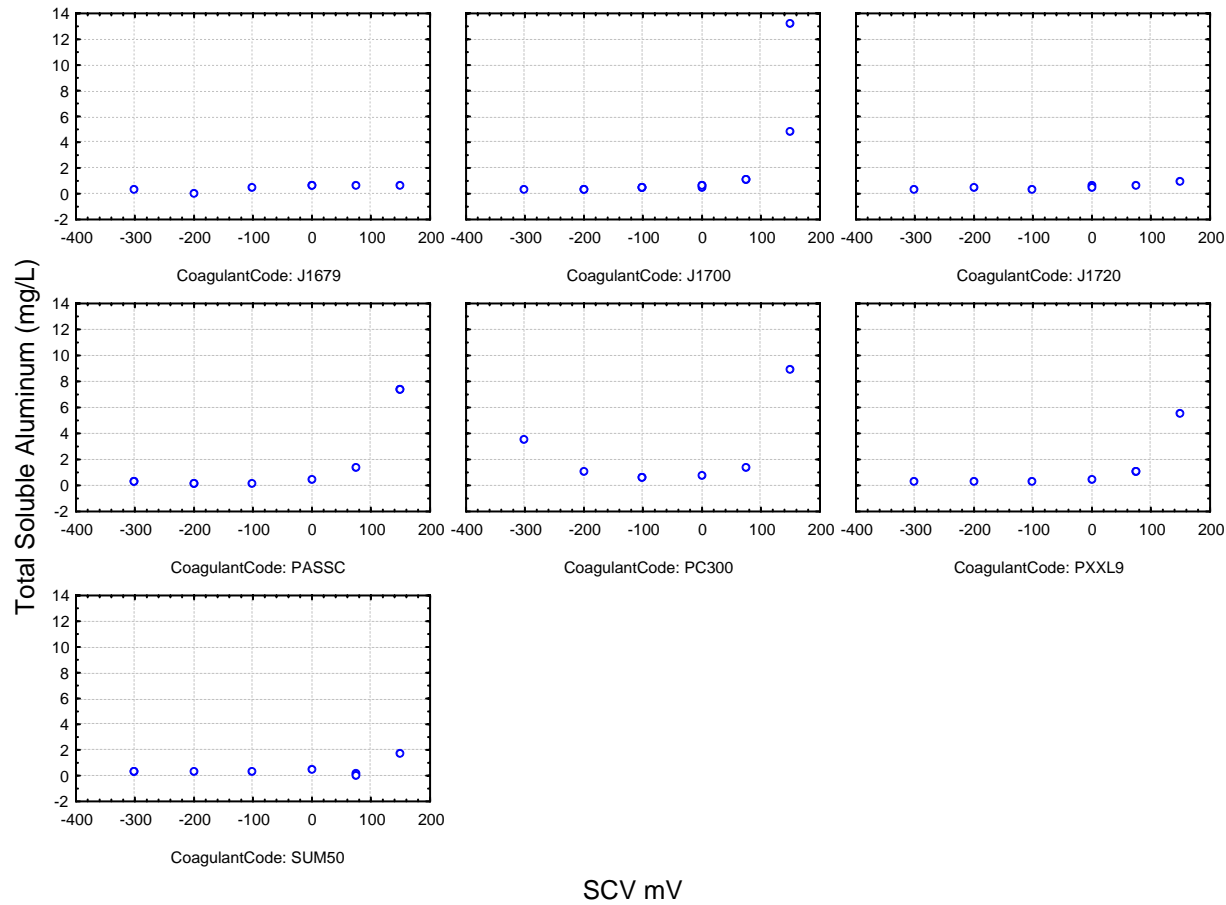 14
12
10
8
6
4
2
0
-2
-400 -300 -200 -100 0 100 200
CoagulantCode: J1679
-400 -300 -200 -100 0 100 200
CoagulantCode: J1700
-400 -300 -200 -100 0 100 200
CoagulantCode: J1720
Total Soluble Aluminum (mg/L)
14
12
10
8
6
4
2
0
-2
-400 -300 -200 -100 0 100 200
CoagulantCode: PASSC
-400 -300 -200 -100 0 100 200
CoagulantCode: PC300
-400 -300 -200 -100 0 100 200
CoagulantCode: PXXL9
14
12
10
8
6
4
2
0
-2
-400 -300 -200 -100 0 100 200
CoagulantCode: SUM50
SCV mV